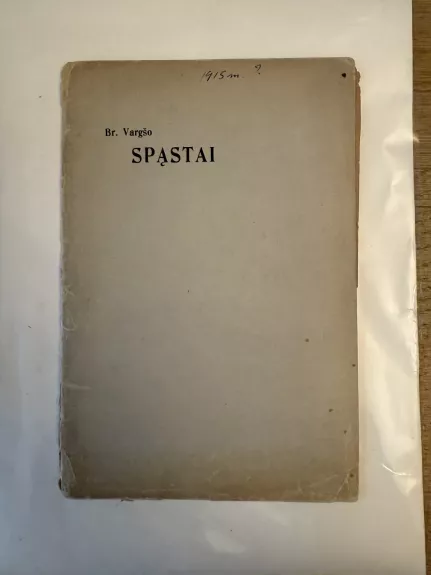 1915 m. ?
Br. Vargšo
SPĄSTAI